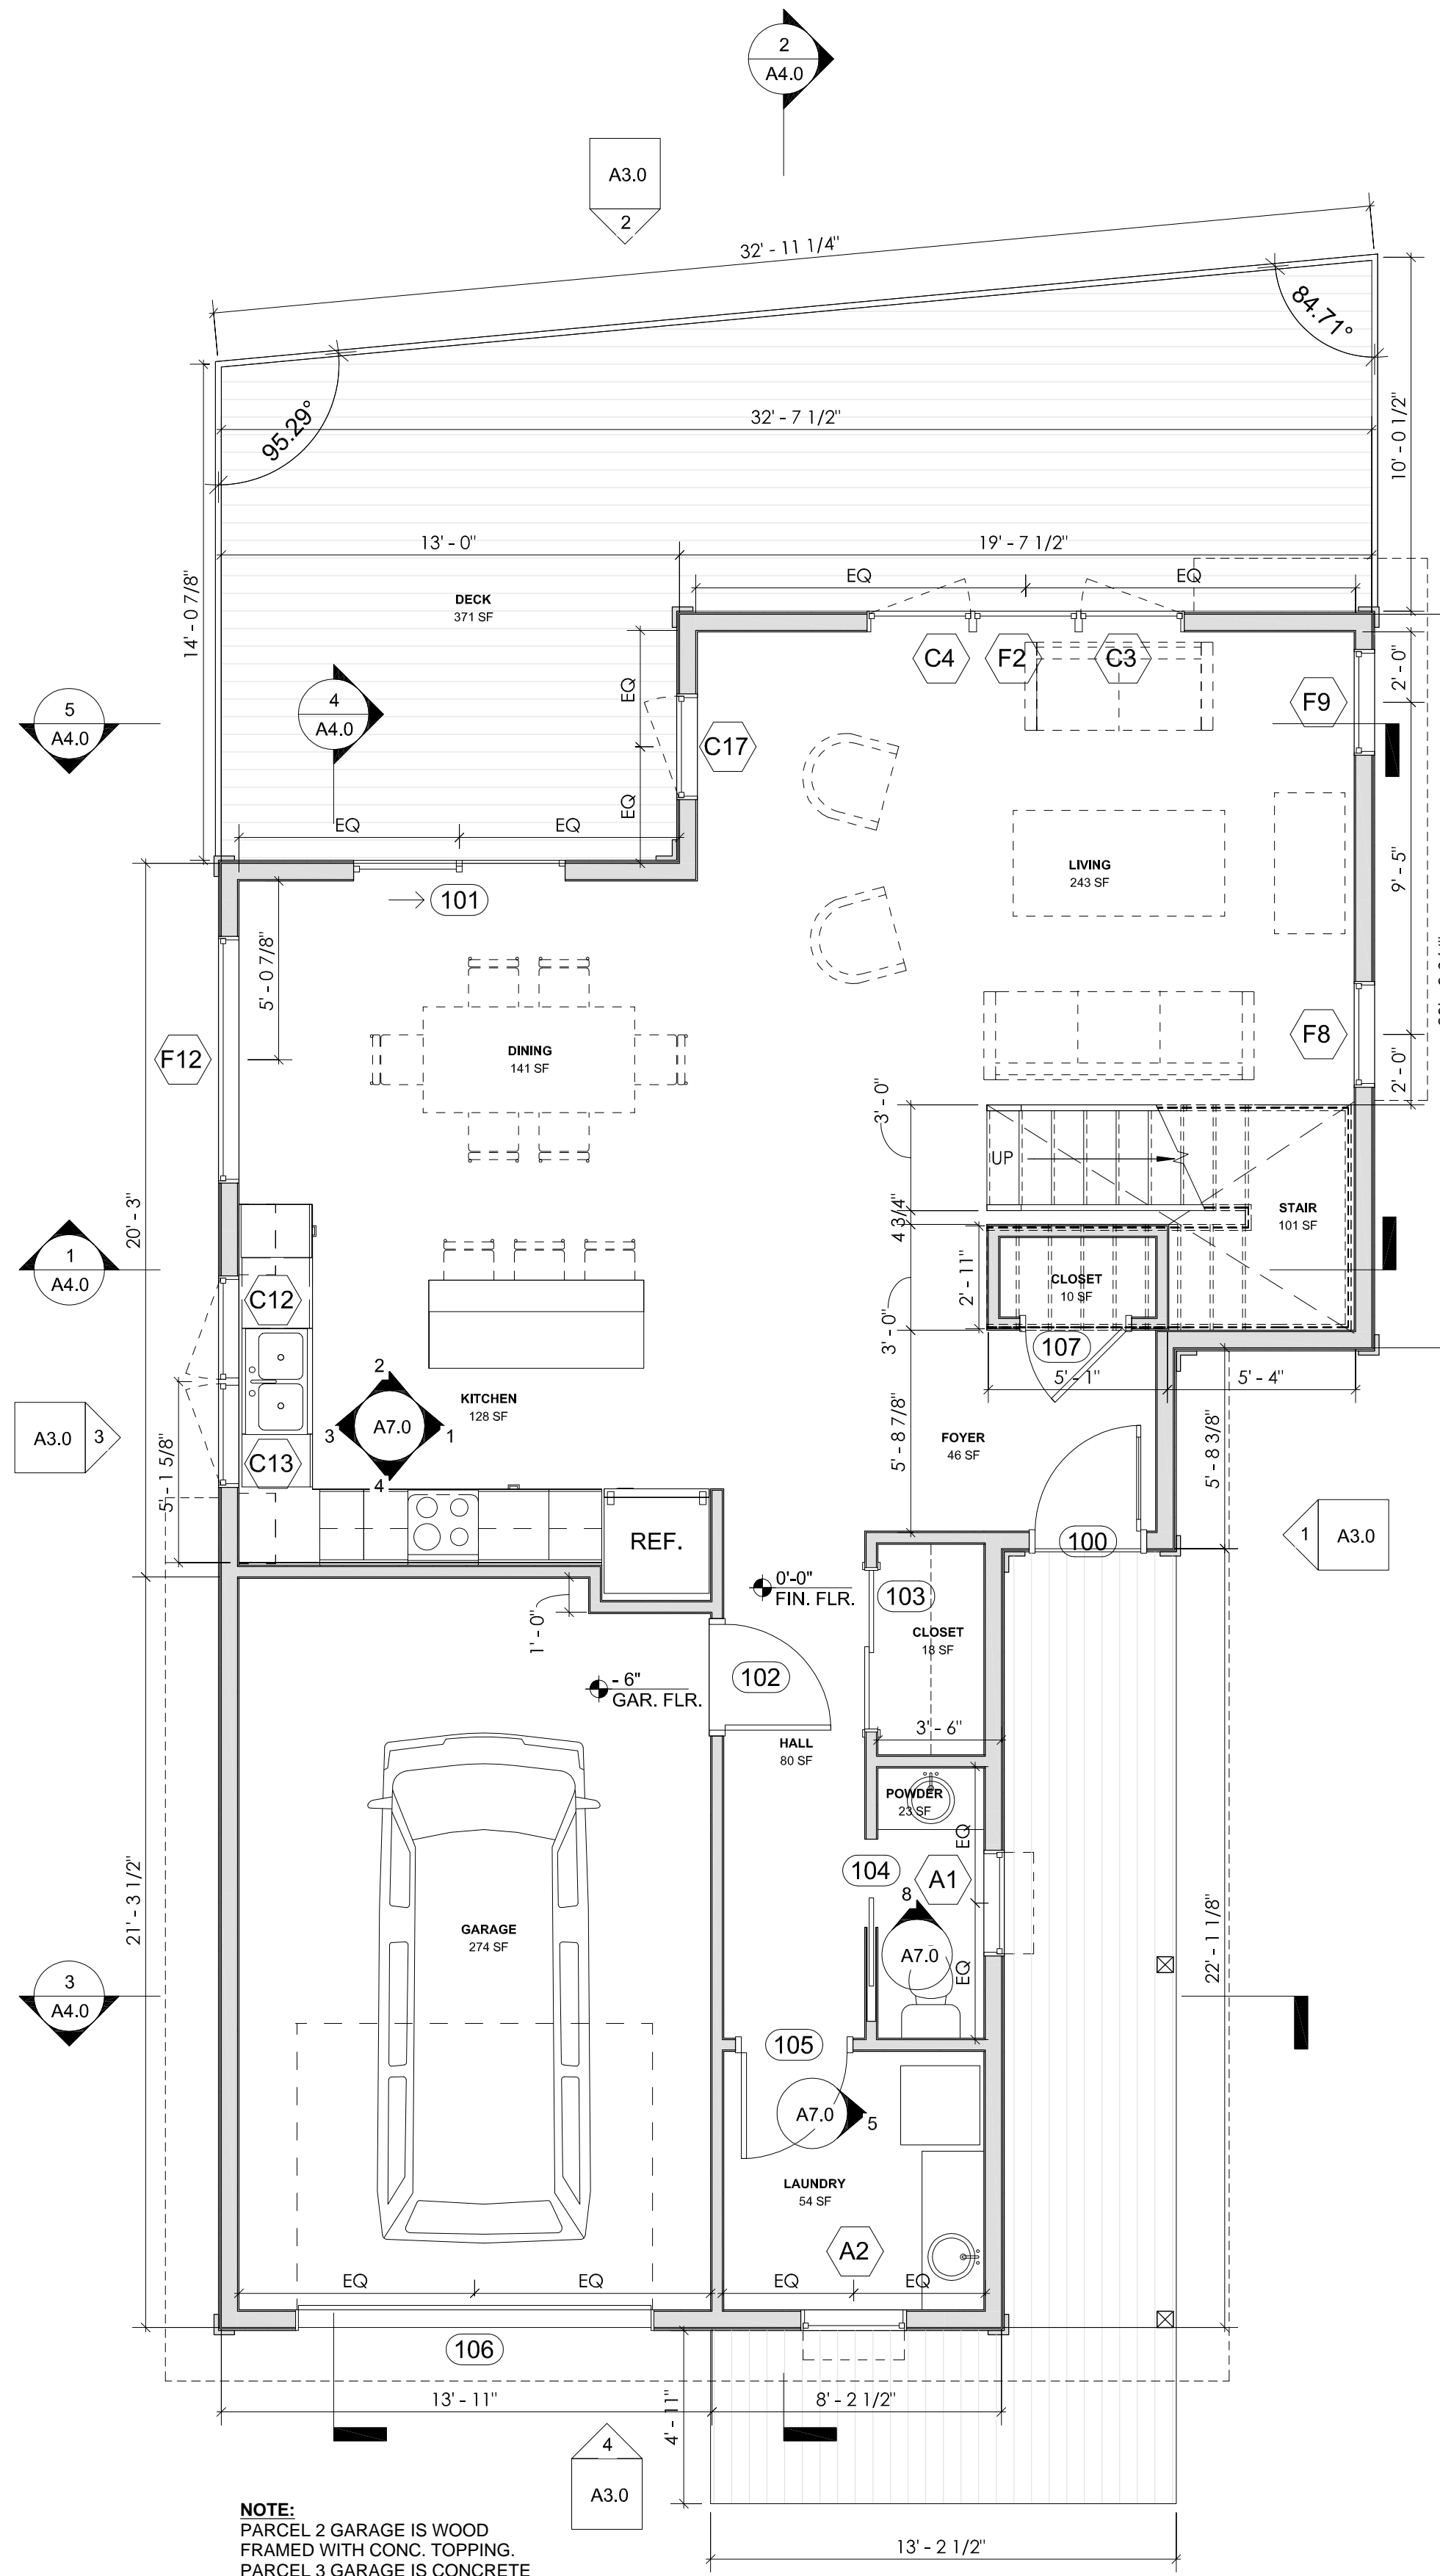 2
A4.0
A3.0
2
32' - 11 1/4"
84.71°
95.29°
32' - 7 1/2"
10' - 0 1/2"
13' - 0"
19' - 7 1/2"
14' - 0 7/8"
EQ
EQ
DECK
371 SF
C4
F2
C3
2' - 0"
F9
5
A4.0
4
A4.0
EQ
C17
EQ
EQ
EQ
101
LIVING
243 SF
9' - 5"
5' - 0 7/8"
F12
DINING
141 SF
F8
2' - 0"
3' - 0"
UP
STAIR
101 SF
4 3/4"
20' - 3"
1
A4.0
C12
2' - 11"
CLOSET
10 SF
3' - 0"
107
5' - 1"
5' - 4"
KITCHEN
128 SF
2
3
A7.0
1
4
A3.0
3
C13
5' - 1 5/8"
FOYER
46 SF
5' - 8 7/8"
5' - 8 3/8"
1
A3.0
100
REF.
0'-0"
FIN. FLR.
103
CLOSET
18 SF
1' - 0"
- 6"
GAR. FLR.
102
3' - 6"
HALL
80 SF
POWDER
23 SF
EQ
104
A1
8
A7.0
EQ
21' - 3 1/2"
GARAGE
274 SF
22' - 1 1/8"
3
A4.0
105
A7.0
5
LAUNDRY
54 SF
A2
EQ
EQ
EQ
EQ
106
13' - 11"
4' - 11"
8' - 2 1/2"
4
A3.0
13' - 2 1/2"
NOTE:
PARCEL 2 GARAGE IS WOOD
FRAMED WITH CONC. TOPPING.
PARCEL 3 GARAGE IS CONCRETE